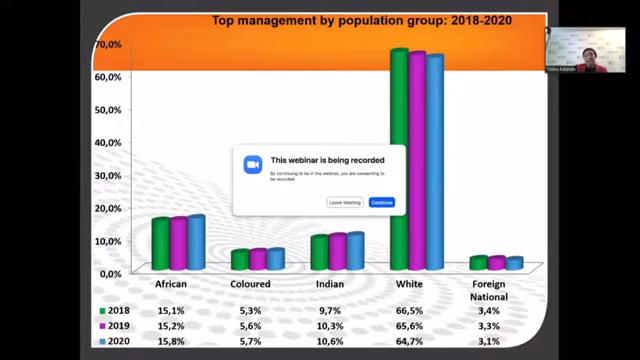 Top management by population group: 2018-2020
70,0%
60,0%
50,0%
40,0%
30,0%
20,0%
10,0%
0,0%
This webinar is being recorded
By continuing to be in the webinar, you are consenting to be recorded.
Leave Meeting
Continue
African Coloured Indian White Foreign National
2018 15,1% 5,3% 9,7% 66,5% 3,4%
2019 15,2% 5,6% 10,3% 65,6% 3,3%
2020 15,8% 5,7% 10,6% 64,7% 3,1%